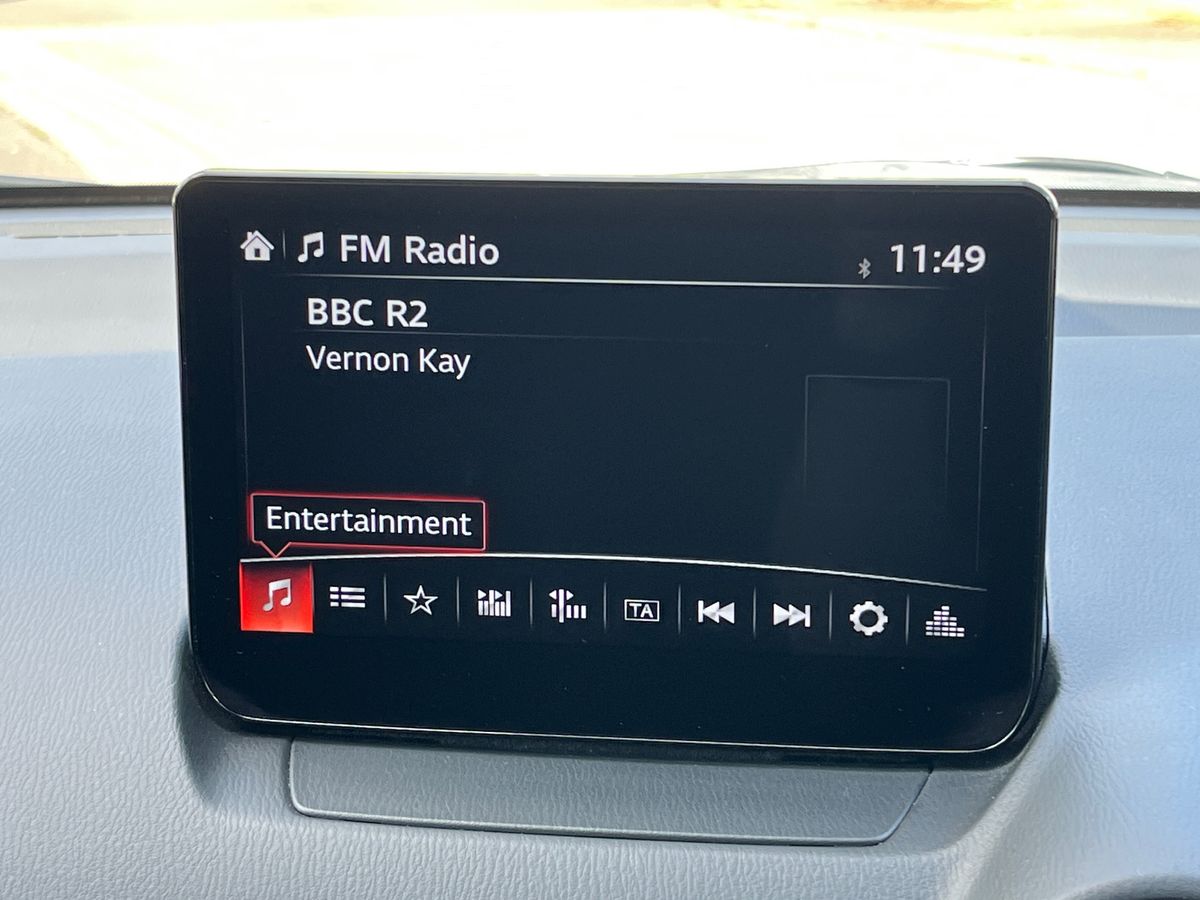 FM Radio
11:49
BBC R2
Vernon Kay
Entertainment
TA